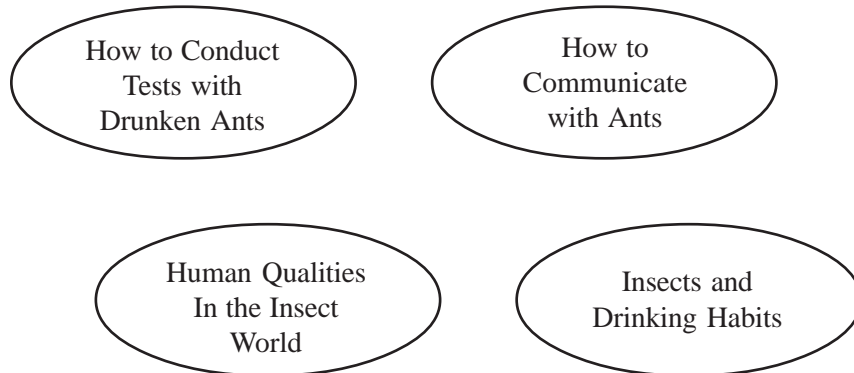 How to Conduct
Tests with
Drunken Ants
How to
Communicate
with Ants
Human Qualities
In the Insect
World
Insects and
Drinking Habits